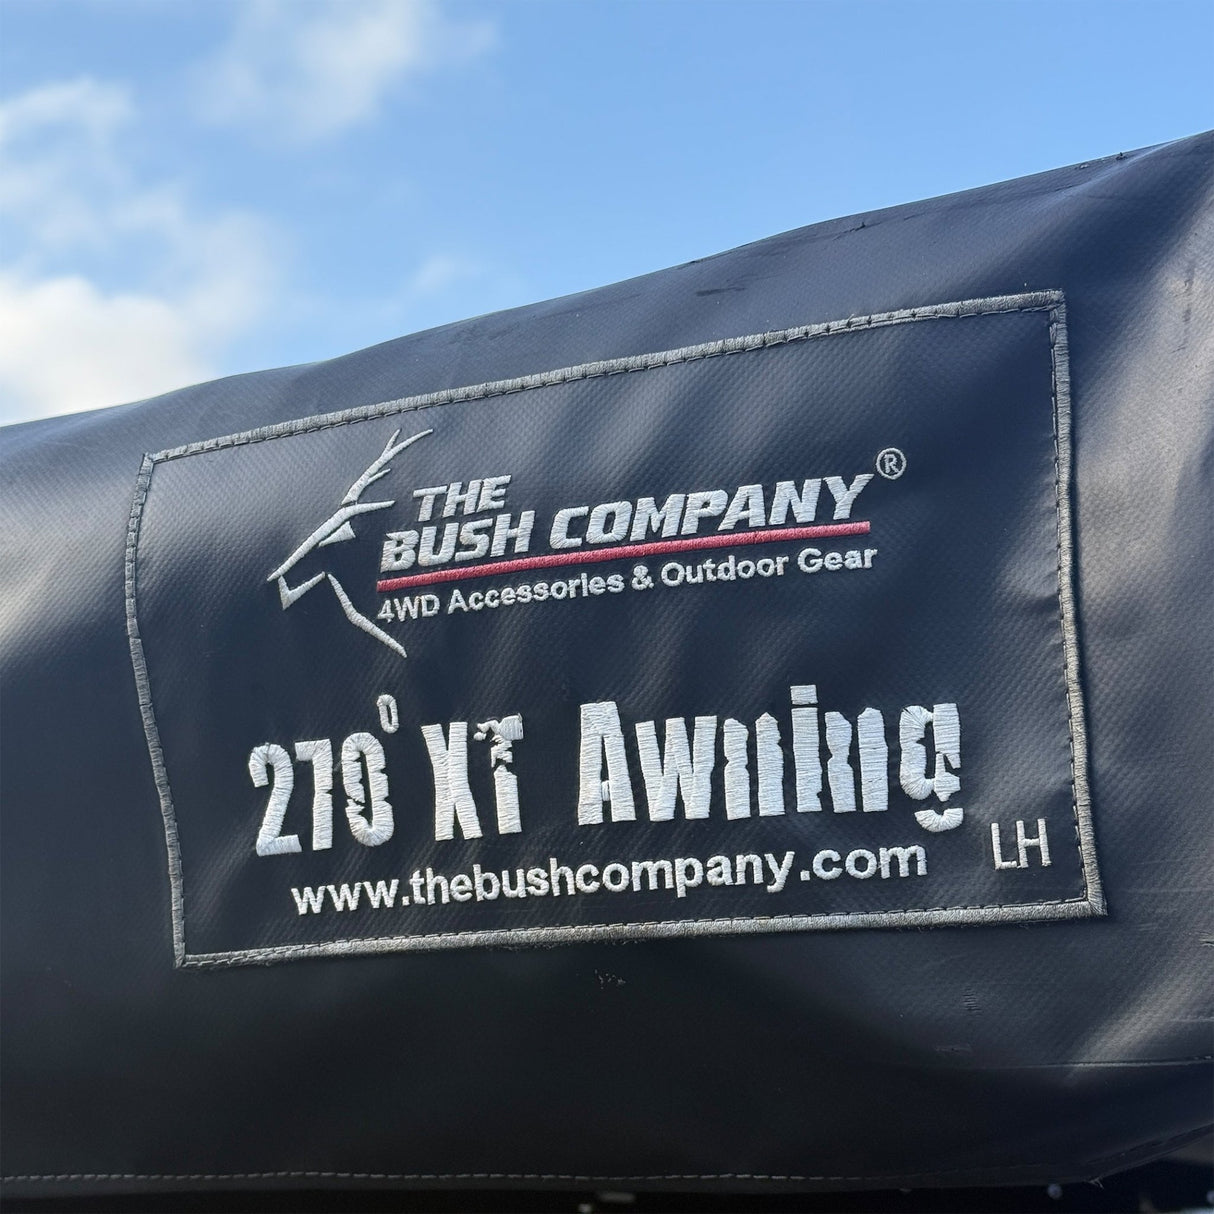 THE
BUSH COMPANY®
4WD Accessories & Outdoor Gear
270° XT Awning
LH
www.thebushcompany.com